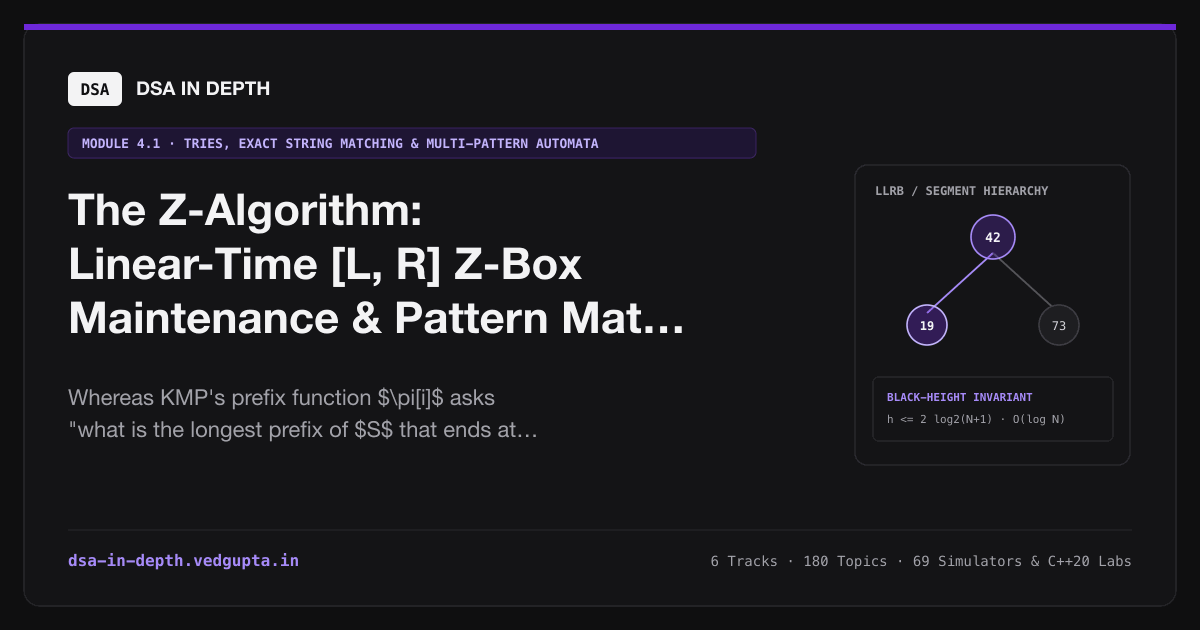 DSA
DSA IN DEPTH
MODULE 4.1 · TRIES, EXACT STRING MATCHING & MULTI-PATTERN AUTOMATA
The Z-Algorithm:
Linear-Time [L, R] Z-Box
Maintenance & Pattern Mat...
Whereas KMP's prefix function $\pi[i]$ asks
"what is the longest prefix of $S$ that ends at...
LLRB / SEGMENT HIERARCHY
42
19
73
BLACK-HEIGHT INVARIANT
h <= 2 log2(N+1) · O(log N)
dsa-in-depth.vedgupta.in
6 Tracks · 180 Topics · 69 Simulators & C++20 Labs